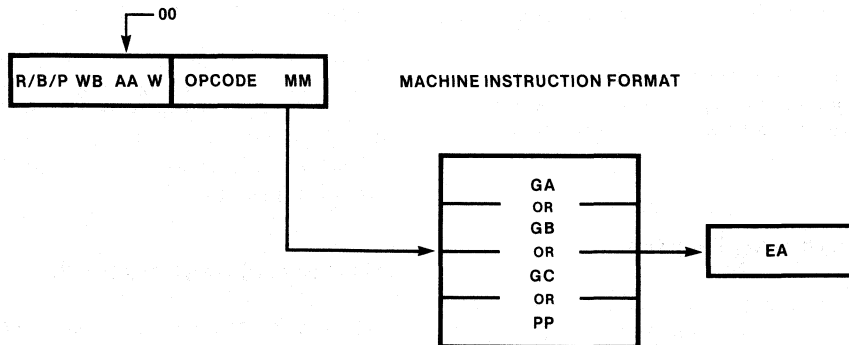 00
R/B/P WB AA W OPCODE MM
MACHINE INSTRUCTION FORMAT
GA
OR
GB
OR
GC
OR
PP
EA